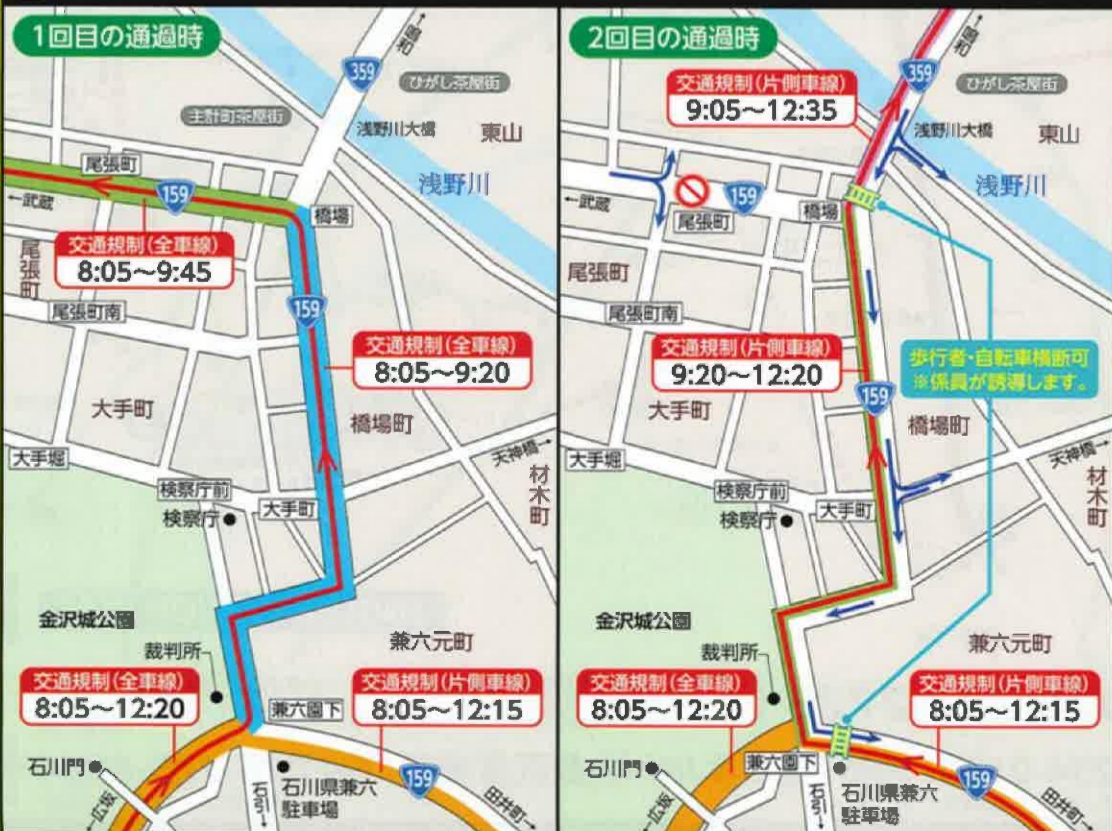 1回目の通過時
359
→鳴和
ひがし茶屋街
主計町茶屋街
浅野川大橋
東山
尾張町
浅野川
←武蔵
159
橋場
交通規制(全車線)
8:05~9:45
尾張町
尾張町南
159
交通規制(全車線)
8:05~9:20
大手町
橋場町
大手堀
天神橋→
検察庁前
材木町
大手町
検察庁
金沢城公園
兼六元町
裁判所
交通規制(全車線)
8:05~12:20
交通規制(片側車線)
8:05~12:15
兼六園下
石川門
←広坂
石引→
石川県兼六
駐車場
159
田井町→
2回目の通過時
→鳴和
交通規制(片側車線)
9:05~12:35
359
ひがし茶屋街
浅野川大橋
東山
浅野川
←武蔵
159
尾張町
橋場
尾張町
尾張町南
交通規制(片側車線)
9:20~12:20
歩行者・自転車横断可
※係員が誘導します。
159
大手町
橋場町
大手堀
天神橋→
検察庁前
材木町
大手町
検察庁
金沢城公園
兼六元町
裁判所
交通規制(全車線)
8:05~12:20
交通規制(片側車線)
8:05~12:15
兼六園下
石川門
←広坂
石引→
石川県兼六
駐車場
159
田井町→